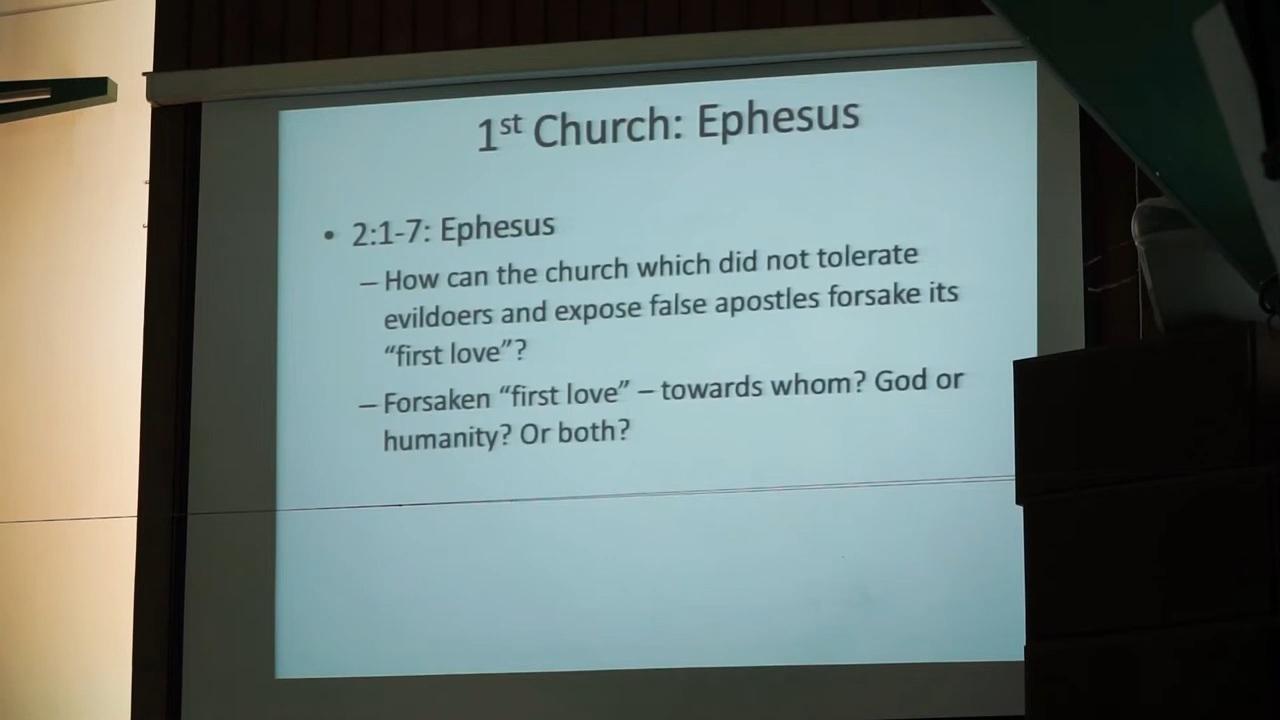 1st Church: Ephesus
• 2:1-7: Ephesus
– How can the church which did not tolerate
evildoers and expose false apostles forsake its
“first love”?
– Forsaken “first love” – towards whom? God or
humanity? Or both?